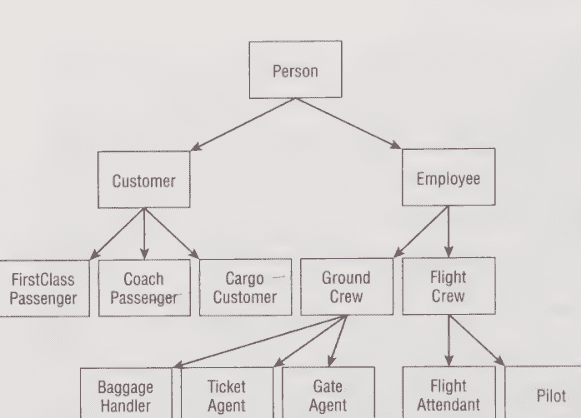 Person
Customer
Employee
FirstClass
Passenger
Coach
Passenger
Cargo
Customer
Ground
Crew
Flight
Crew
Baggage
Handler
Ticket
Agent
Gate
Agent
Flight
Attendant
Pilot